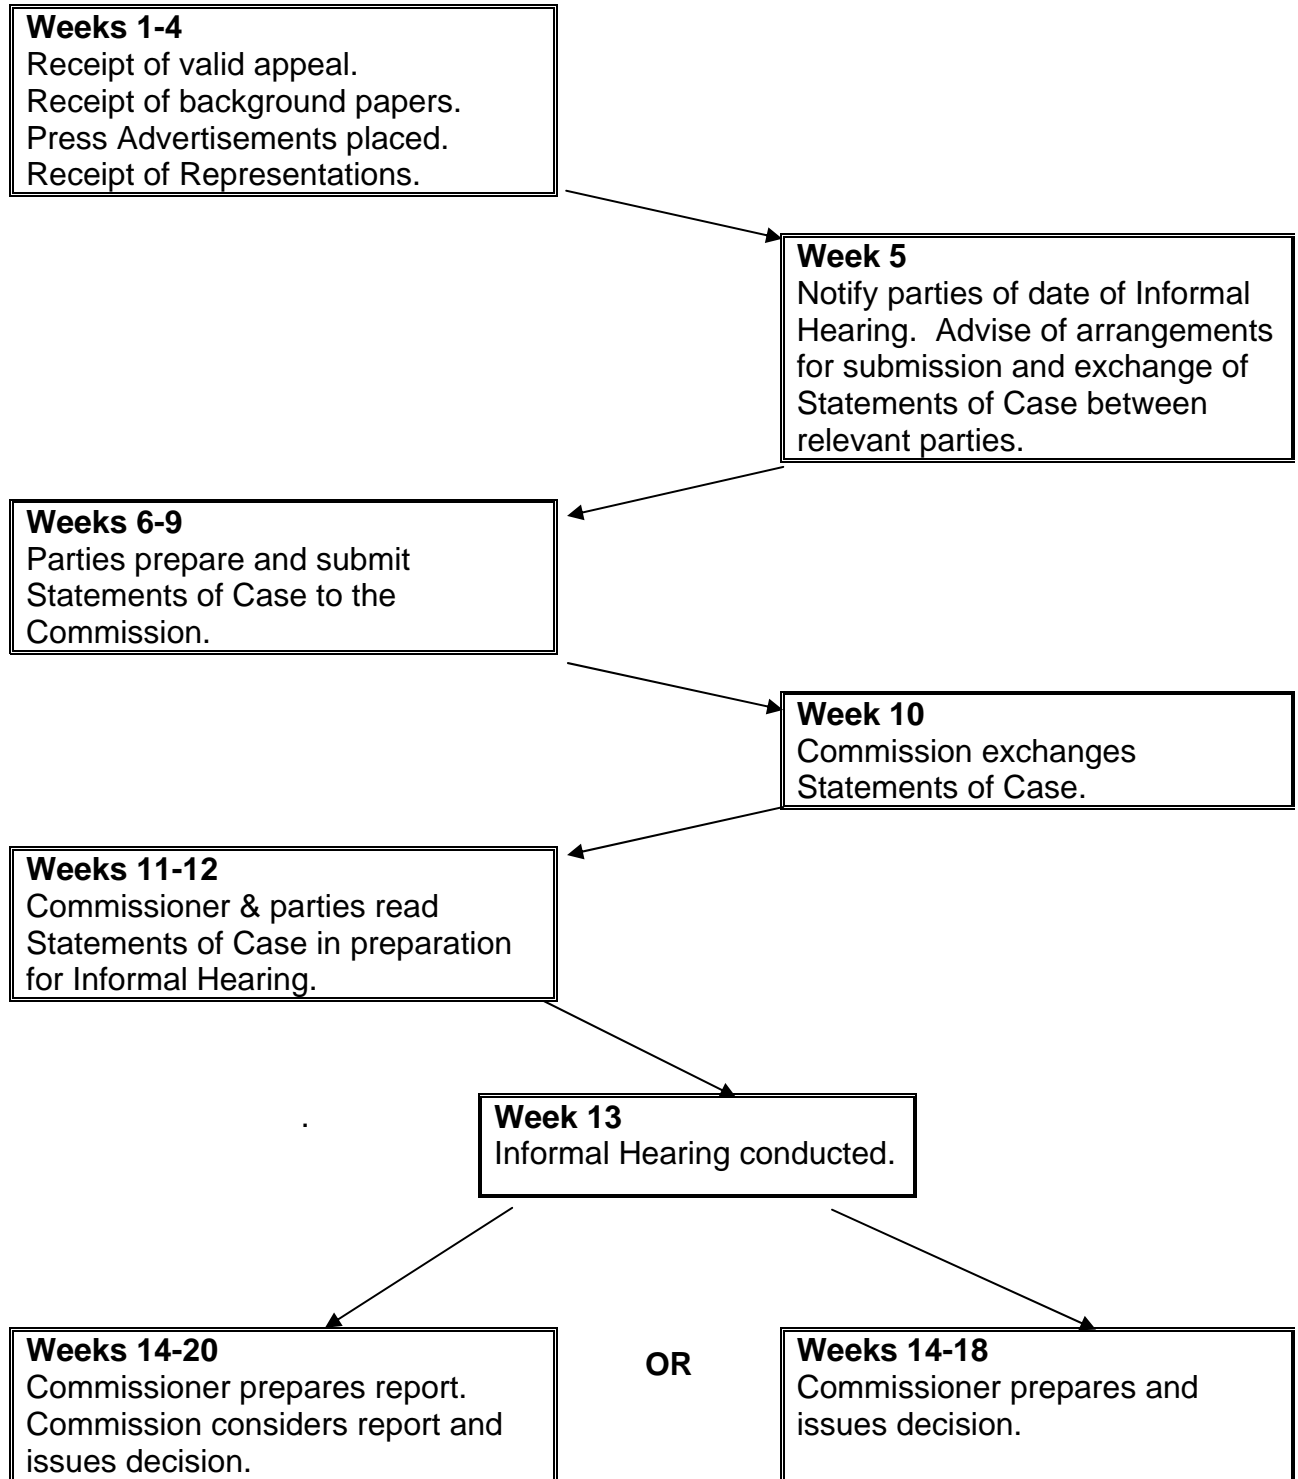 Weeks 1-4
Receipt of valid appeal.
Receipt of background papers.
Press Advertisements placed.
Receipt of Representations.
Week 5
Notify parties of date of Informal
Hearing.  Advise of arrangements
for submission and exchange of
Statements of Case between
relevant parties.
Weeks 6-9
Parties prepare and submit
Statements of Case to the
Commission.
Week 10
Commission exchanges
Statements of Case.
Weeks 11-12
Commissioner & parties read
Statements of Case in preparation
for Informal Hearing.
.
Week 13
Informal Hearing conducted.
Weeks 14-20
Commissioner prepares report.
Commission considers report and
issues decision.
OR
Weeks 14-18
Commissioner prepares and
issues decision.